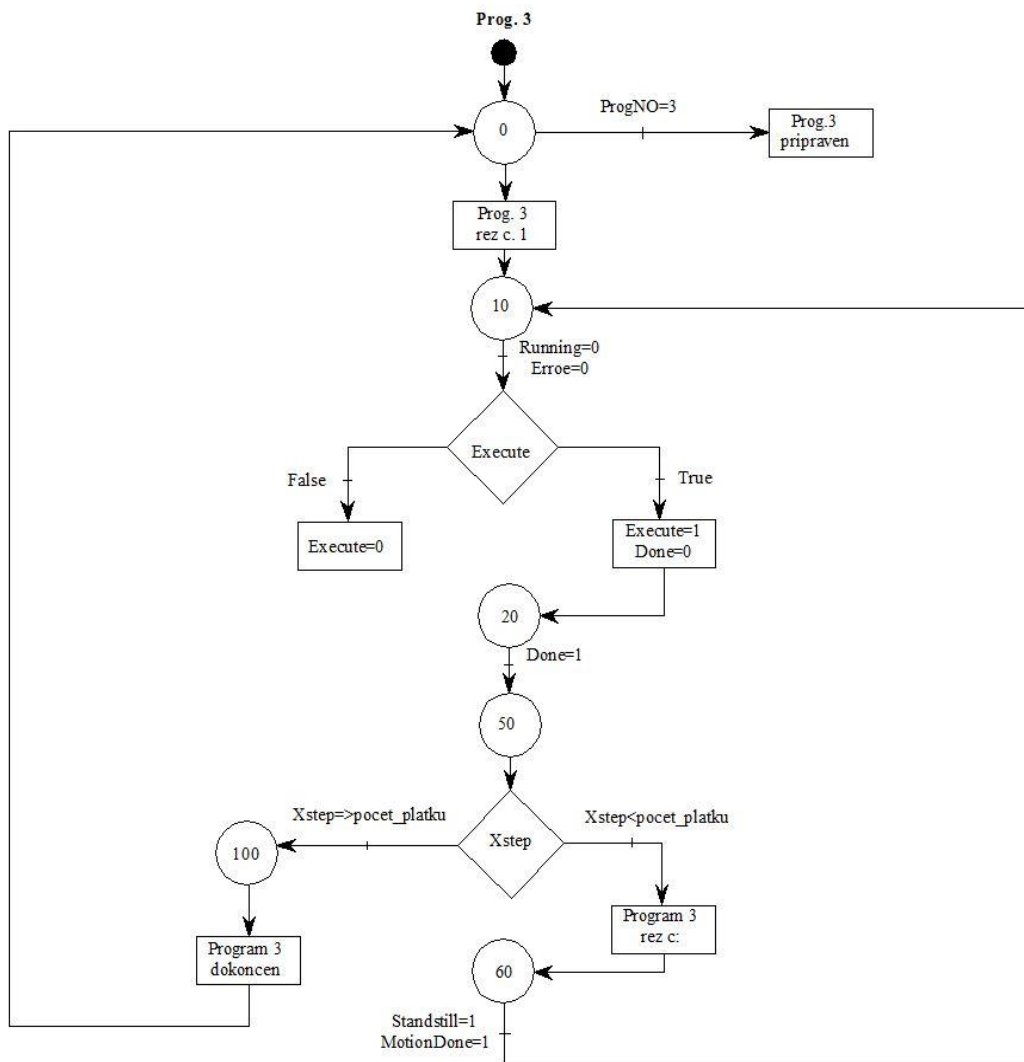 Prog. 3
0
ProgNO=3
Prog.3
pripraven
Prog. 3
rez c. 1
10
Running=0
Erroe=0
Execute
False
True
Execute=0
Execute=1
Done=0
20
Done=1
50
Xstep=>pocet_platku
Xstep<pocet_platku
Xstep
100
Program 3
rez c:
Program 3
dokoncen
60
Standstill=1
MotionDone=1